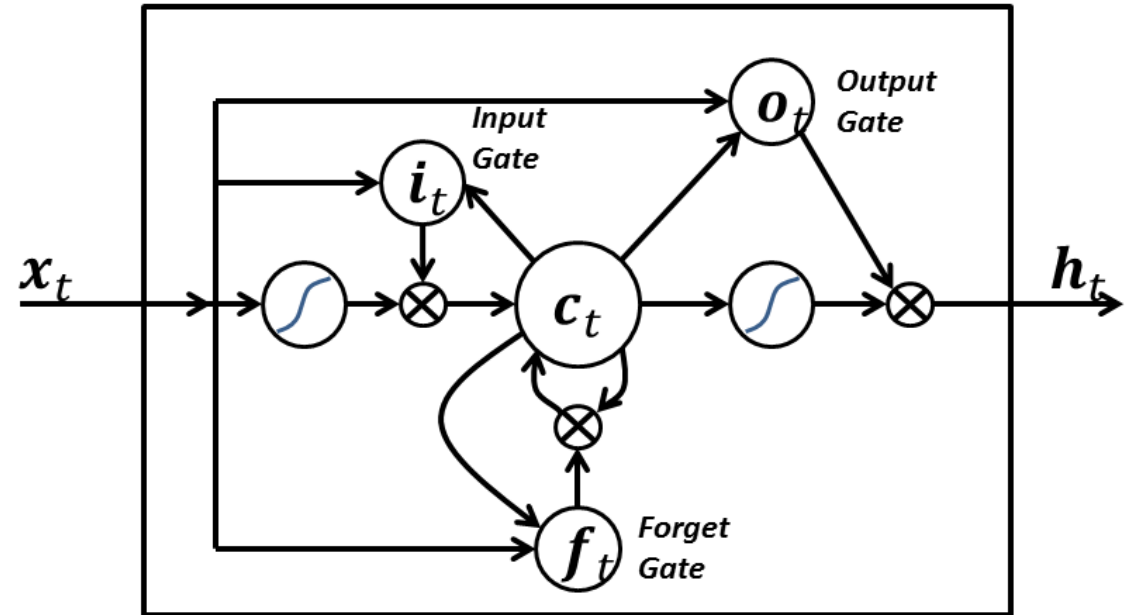 Output
o_t
Gate
Input
Gate
i_t
x_t
h_t
c_t
Forget
f_t
Gate